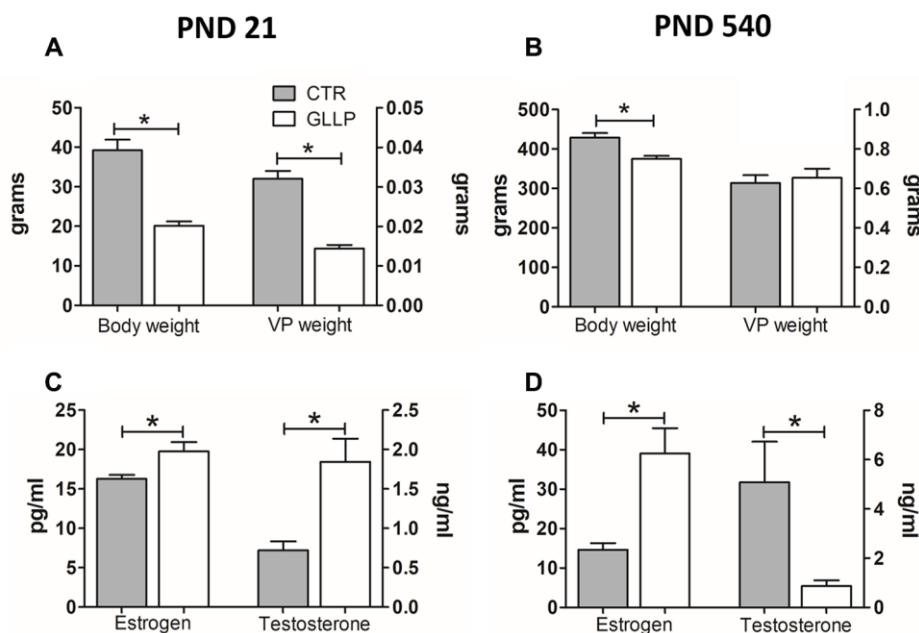 PND 21
PND 540
A
B
CTR
GLLP
50
40
30
20
10
0
grams
*
*
0.05
0.04
0.03
0.02
0.01
0.00
grams
Body weight
VP weight
500
400
300
200
100
0
grams
*
1.0
0.8
0.6
0.4
0.2
0.0
grams
Body weight
VP weight
C
D
25
20
15
10
5
0
pg/ml
*
*
2.5
2.0
1.5
1.0
0.5
0.0
ng/ml
Estrogen
Testosterone
50
40
30
20
10
0
pg/ml
*
*
8
6
4
2
0
ng/ml
Estrogen
Testosterone